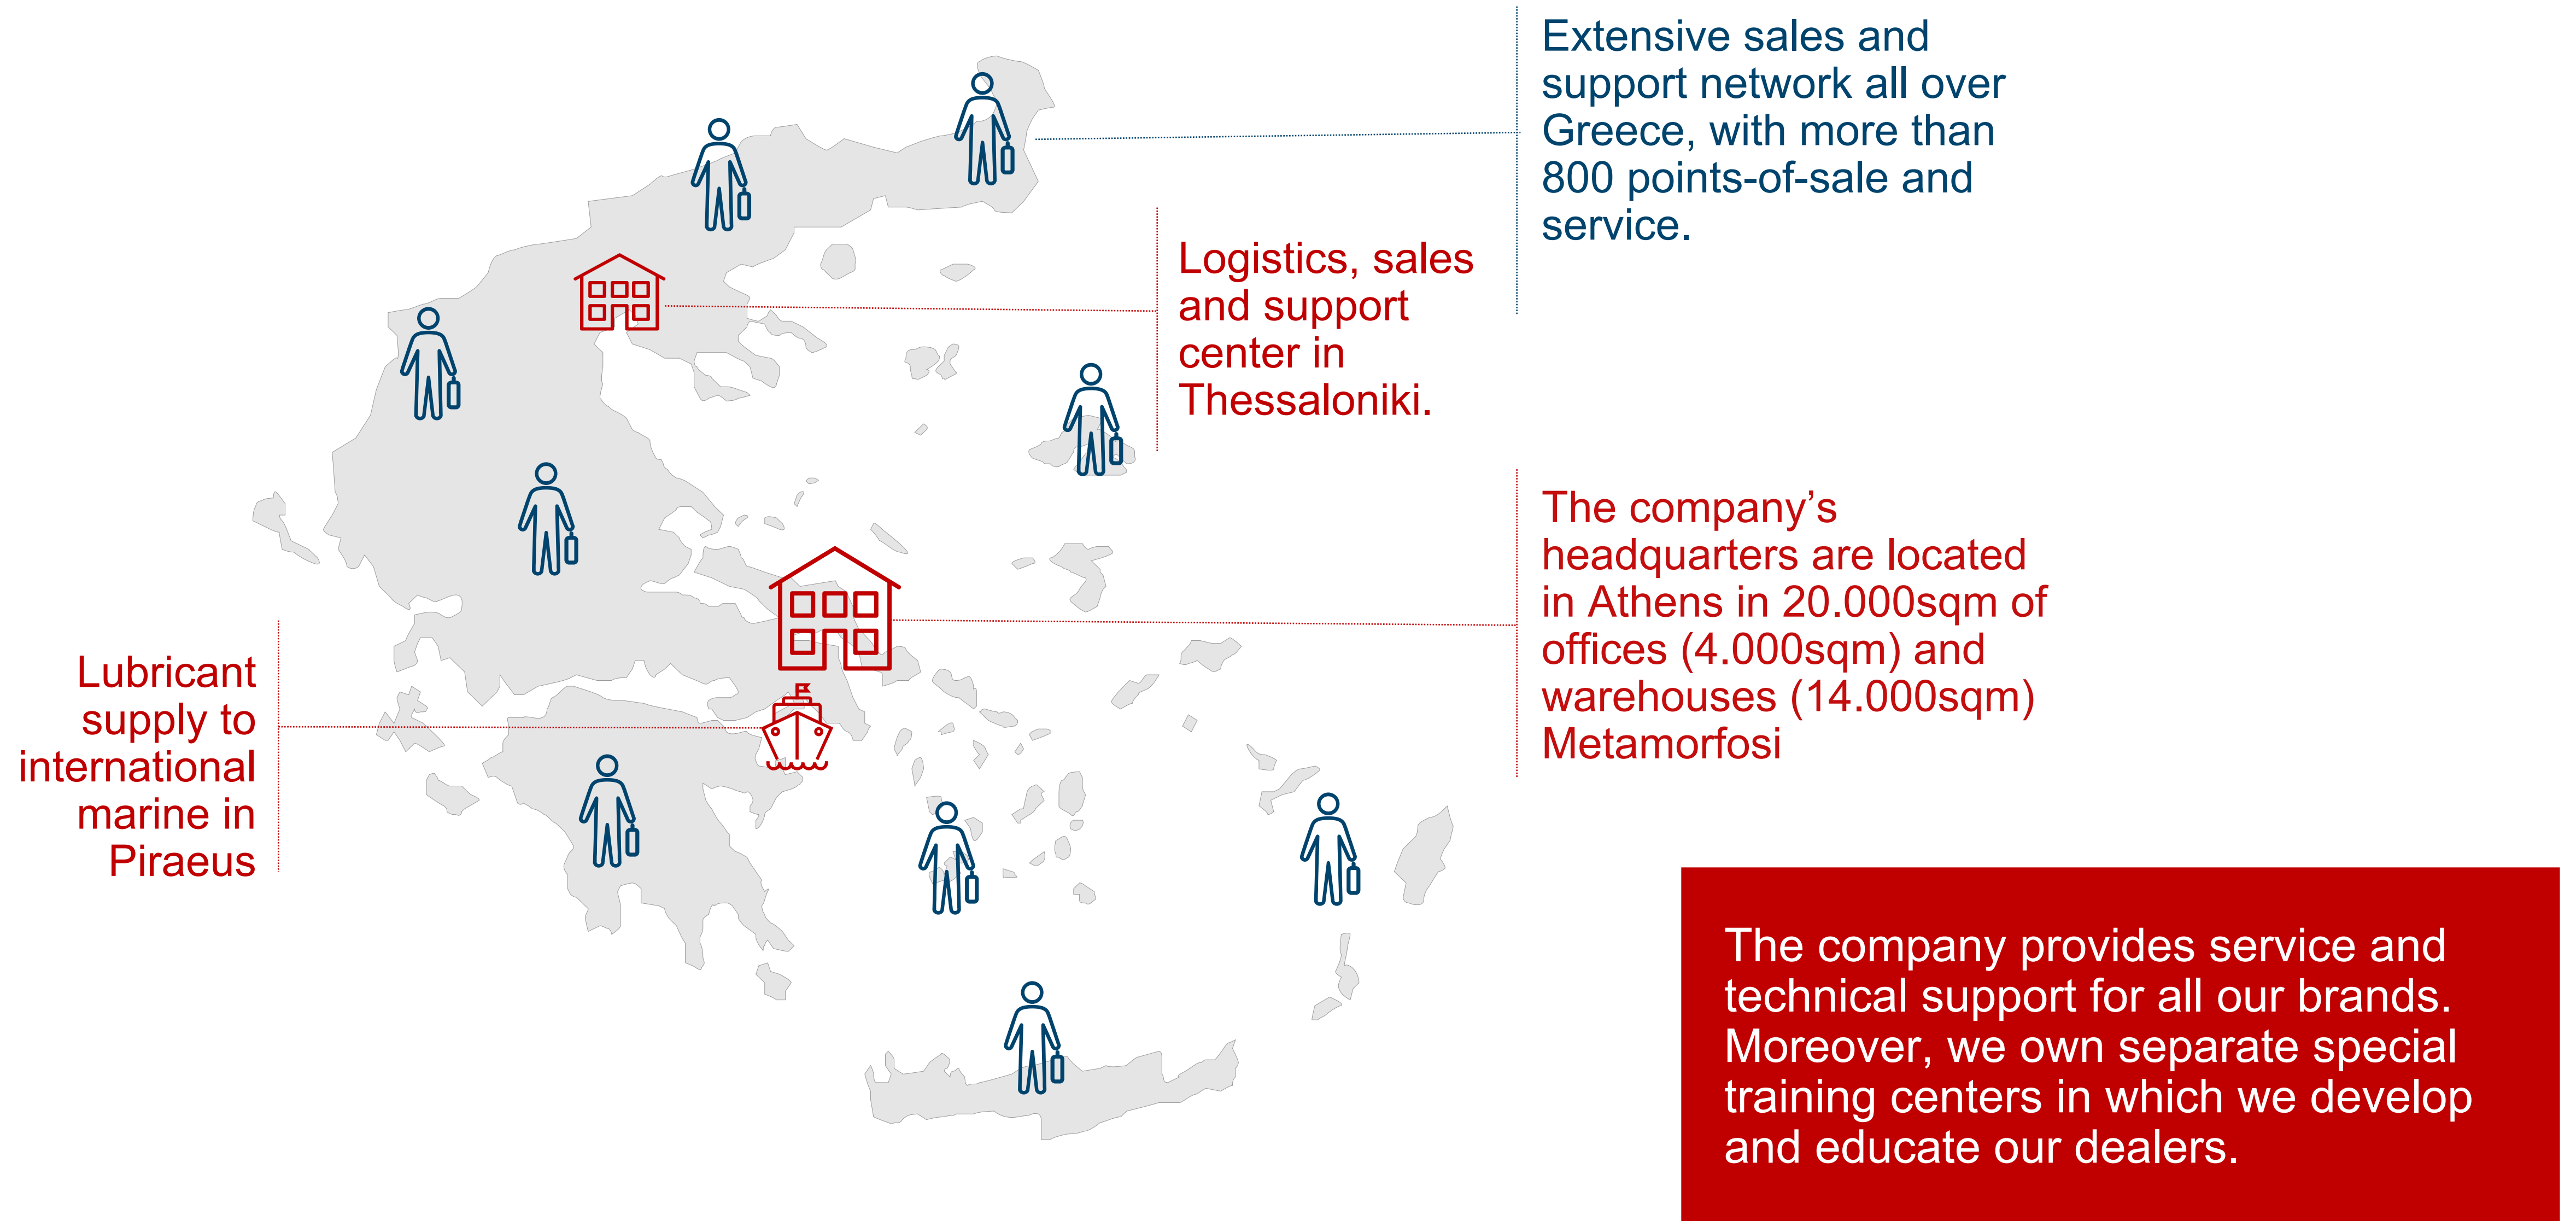 Extensive sales and
support network all over
Greece, with more than
800 points-of-sale and
service.
Logistics, sales
and support
center in
Thessaloniki.
The company’s
headquarters are located
in Athens in 20.000sqm of
offices (4.000sqm) and
warehouses (14.000sqm)
Metamorfosi
Lubricant
supply to
international
marine in
Piraeus
The company provides service and
technical support for all our brands.
Moreover, we own separate special
training centers in which we develop
and educate our dealers.